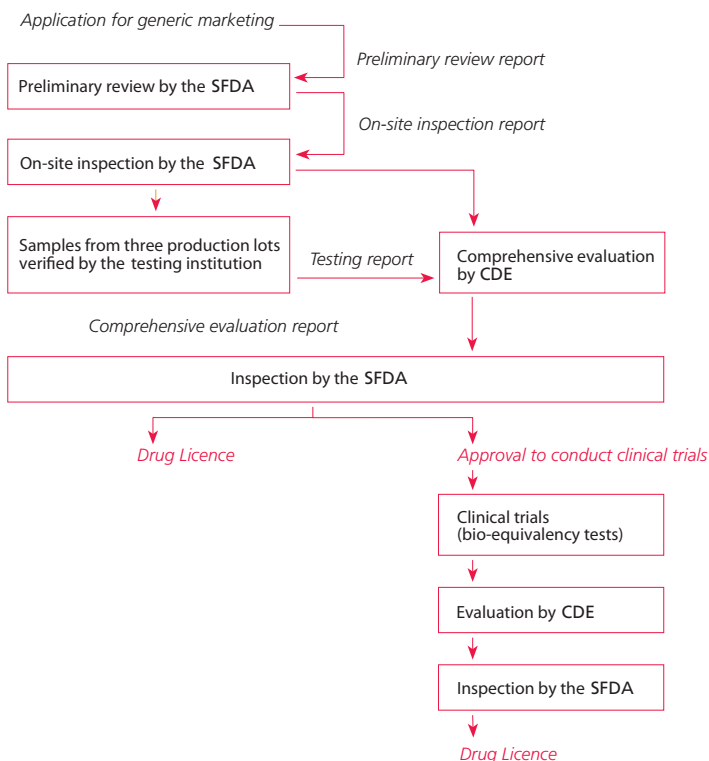 Application for generic marketing
Preliminary review report
Preliminary review by the SFDA
On-site inspection report
On-site inspection by the SFDA
Samples from three production lots
verified by the testing institution
Testing report
Comprehensive evaluation
by CDE
Comprehensive evaluation report
Inspection by the SFDA
Drug Licence
Approval to conduct clinical trials
Clinical trials
(bio-equivalency tests)
Evaluation by CDE
Inspection by the SFDA
Drug Licence